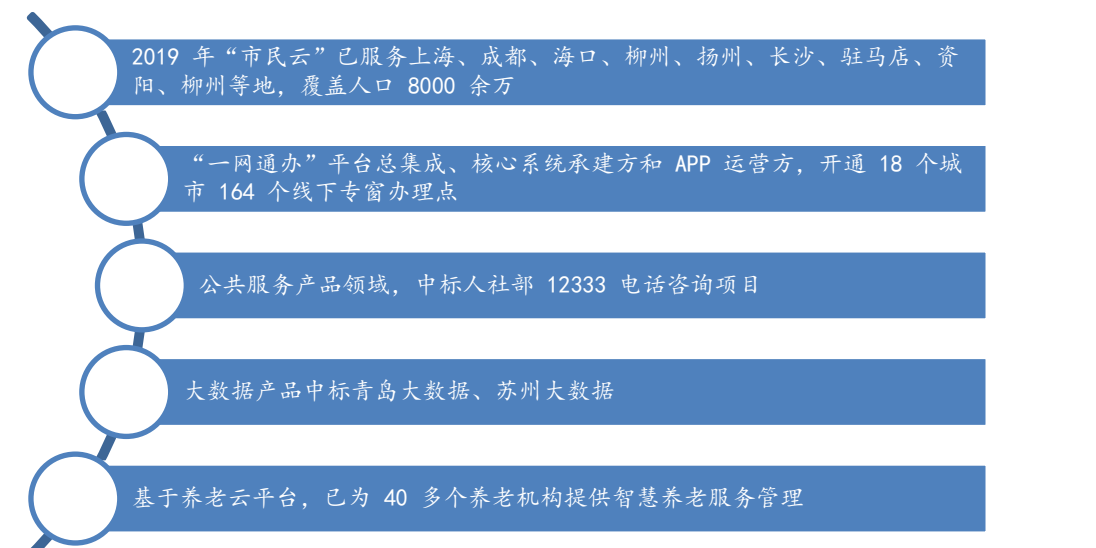 2019 年“市民云”已服务上海、成都、海口、柳州、扬州、长沙、驻马店、资
阳、柳州等地，覆盖人口 8000 余万
“一网通办”平台总集成、核心系统承建方和 APP 运营方，开通 18 个城
市 164 个线下专窗办理点
公共服务产品领域，中标人社部 12333 电话咨询项目
大数据产品中标青岛大数据、苏州大数据
基于养老云平台，已为 40 多个养老机构提供智慧养老服务管理